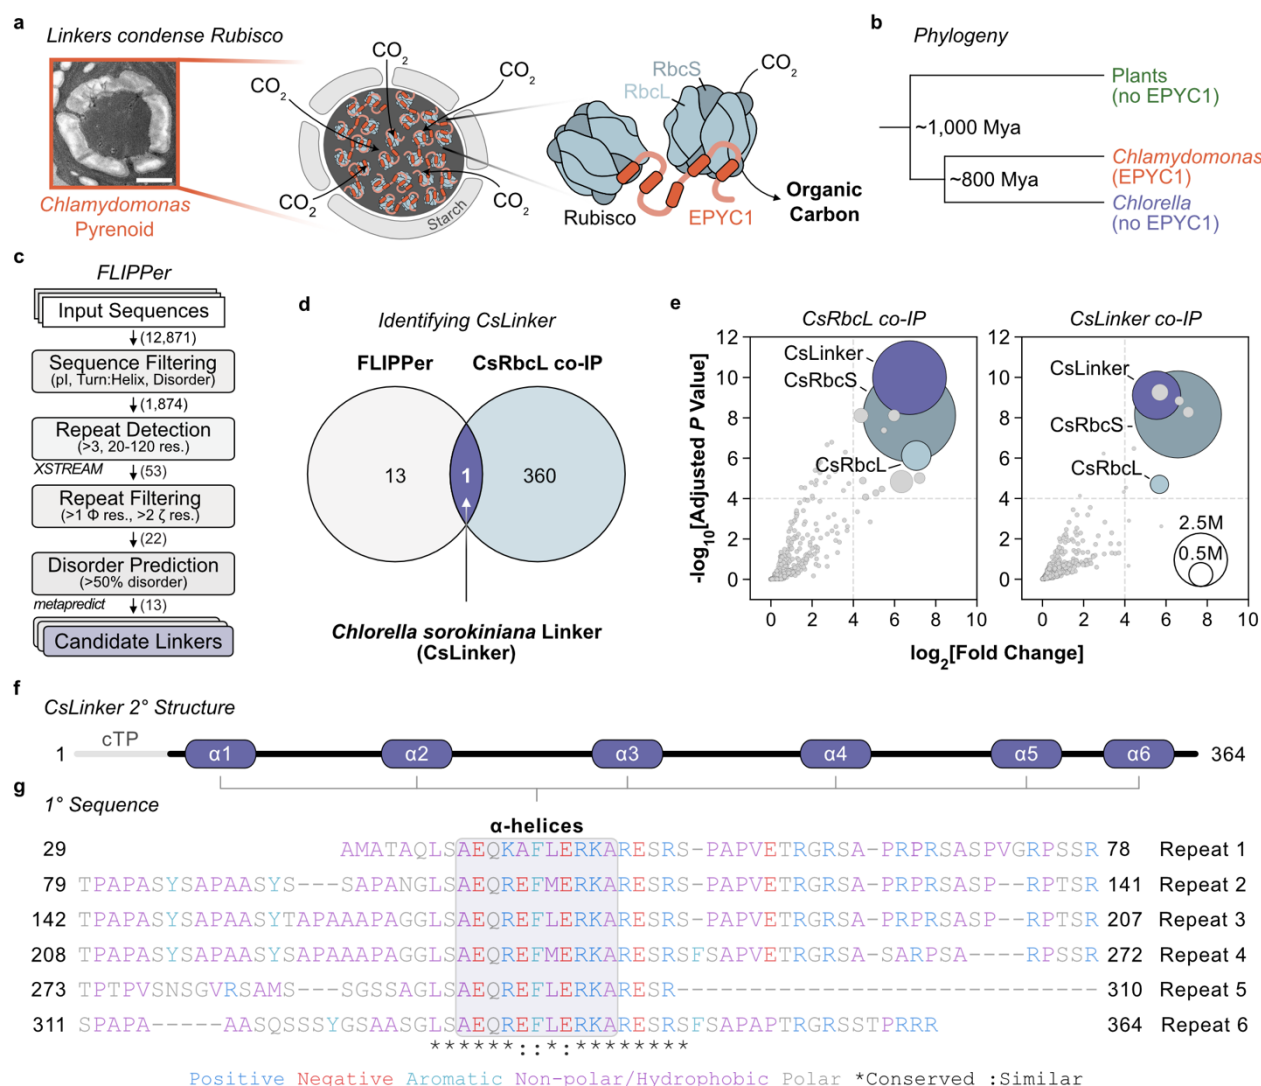 a
Linkers condense Rubisco
CO2
CO2
CO2
CO2
CO2
Starch
Chlamydomonas
Pyrenoid
RbcS
RbcL
CO2
Rubisco
EPYC1
Organic
Carbon
b
Phylogeny
Plants
(no EPYC1)
~1,000 Mya
Chlamydomonas
(EPYC1)
~800 Mya
Chlorella
(no EPYC1)
c
FLIPPer
Input Sequences
(12,871)
Sequence Filtering
(pI, Turn:Helix, Disorder)
(1,874)
Repeat Detection
(>3, 20-120 res.)
XSTREAM
(53)
Repeat Filtering
(>1 Φ res., >2 ζ res.)
(22)
Disorder Prediction
(>50% disorder)
metapredict
(13)
Candidate Linkers
d
Identifying CsLinker
FLIPPer
CsRbcL co-IP
13
1
360
Chlorella sorokiniana Linker
(CsLinker)
e
CsRbcL co-IP
CsLinker co-IP
-log10[Adjusted P Value]
12
10
8
6
4
2
0
CsLinker
CsRbcS
CsRbcL
0 2 4 6 8 10
12
10
8
6
4
2
0
CsLinker
CsRbcS
CsRbcL
2.5M
0.5M
0 2 4 6 8 10
log2[Fold Change]
f
CsLinker 2° Structure
1 cTP α1 α2 α3 α4 α5 α6 364
g
1° Sequence
α-helices
29 AMATAQLSAEQKAFLERKARESRS-PAPVETRGRSA-PRPRSASPVGRPSSR 78 Repeat 1
79 TPAPASYSAPAASYS---SAPANGLSAEQREFMERKARESRS-PAPVETRGRSA-PRPRSASP--RPTSR 141 Repeat 2
142 TPAPASYSAPAASYTAPAAAPAGGLSAEQREFLERKARESRS-PAPVETRGRSA-PRPRSASP--RPTSR 207 Repeat 3
208 TPAPASYSAPAASYSAPAAAPAGGLSAEQREFMERKARESRSFSAPVETRGRSA-SARPSA----RPSSR 272 Repeat 4
273 TPTPVSNSGVRSAMS---SGSSAGLSAEQREFLERKARESR----------------------------- 310 Repeat 5
311 SPAPA-----AASQSSSYGSAASGLSAEQREFLERKARESRSFSAPAPTRGRSSTPRRR 364 Repeat 6
******::*:********
Positive Negative Aromatic Non-polar/Hydrophobic Polar *Conserved :Similar